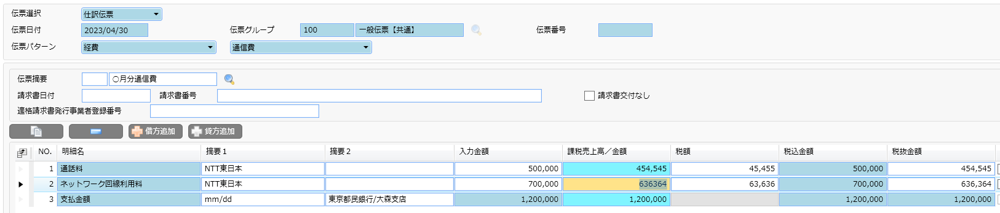 伝票選択 仕訳伝票
伝票日付 2023/04/30 伝票グループ 100 一般伝票【共通】 伝票番号
伝票パターン 経費 通信費
伝票摘要 ○月分通信費
請求書日付 請求書番号 請求書交付なし
適格請求書発行事業者登録番号
借方追加 貸方追加
NO. 明細名 摘要１ 摘要２ 入力金額 課税売上高／金額 税額 税込金額 税抜金額
1 通話料 NTT東日本 500,000 454,545 45,455 500,000 454,545
2 ネットワーク回線利用料 NTT東日本 700,000 636364 63,636 700,000 636,364
3 支払金額 mm/dd 東京都民銀行/大森支店 1,200,000 1,200,000 1,200,000 1,200,000